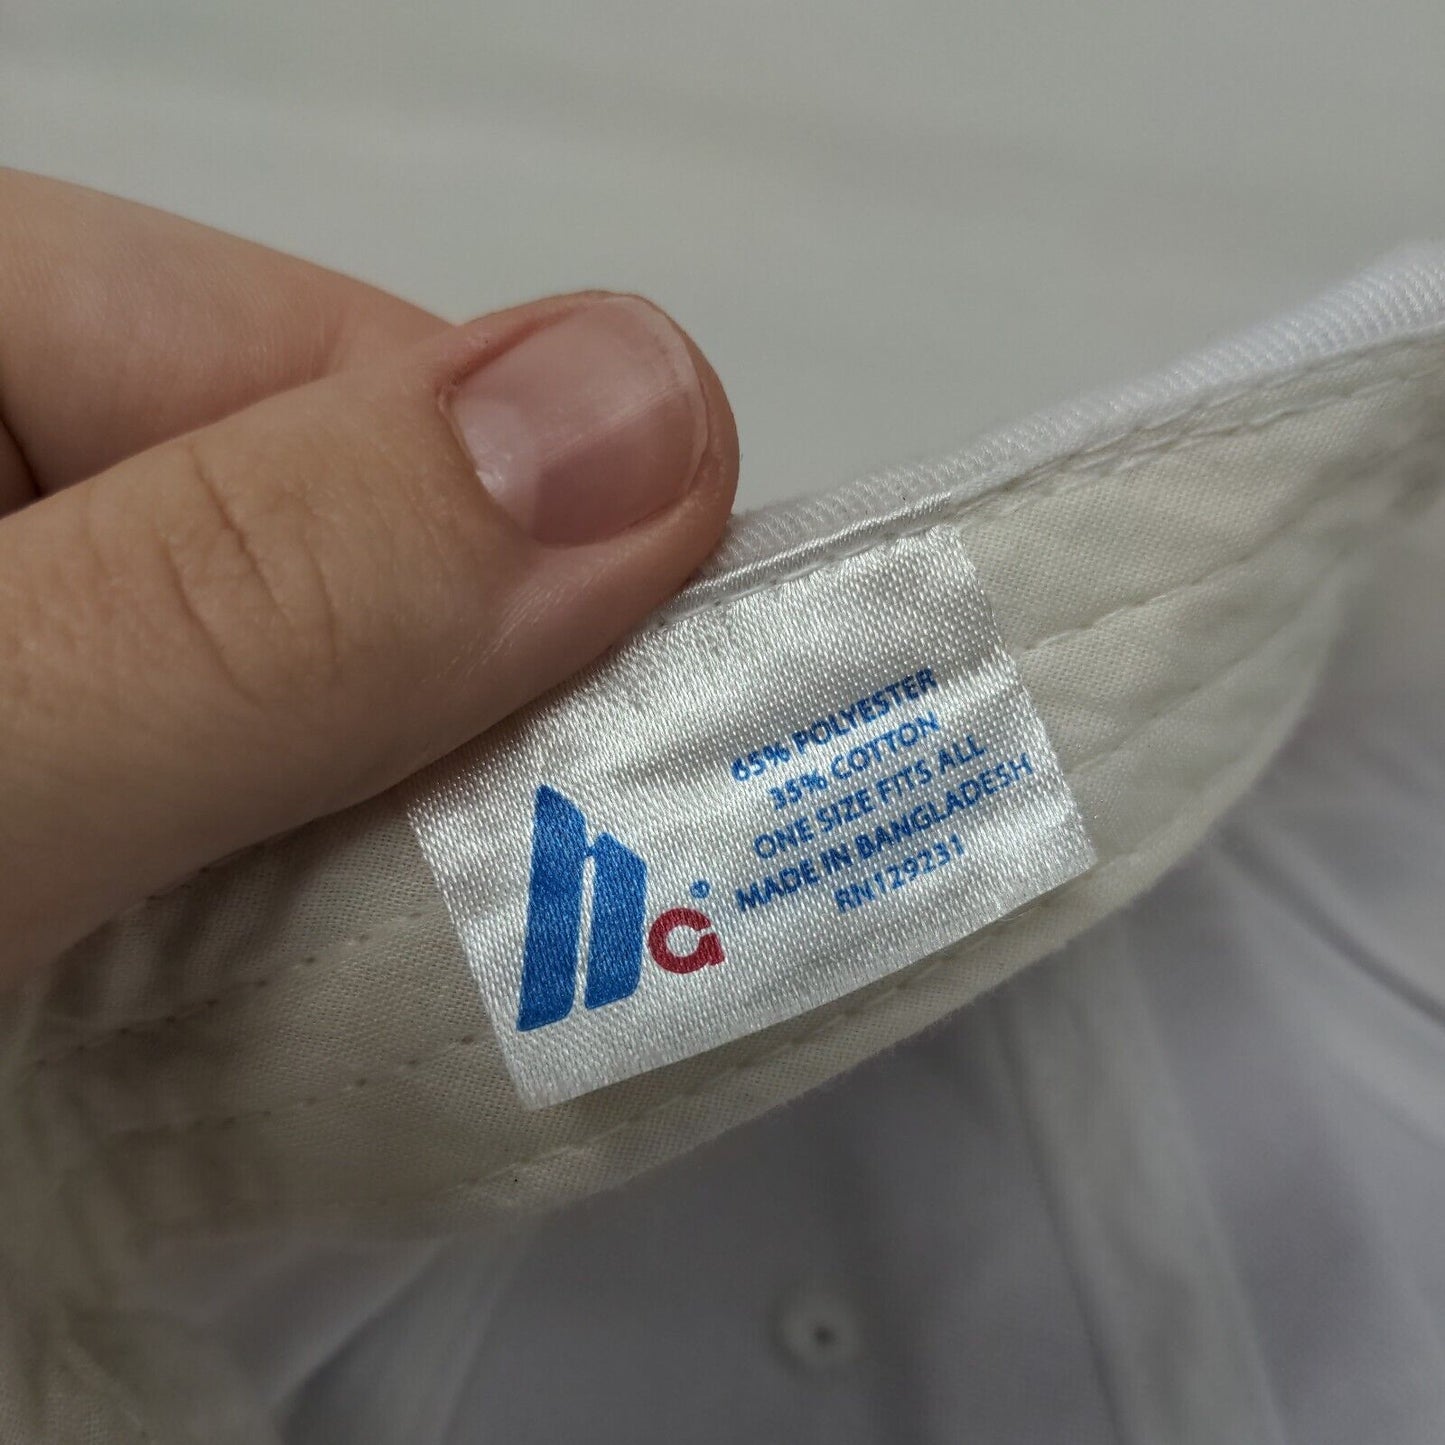 65% POLYESTER
35% COTTON
ONE SIZE FITS ALL
MADE IN BANGLADESH
RN129231
G®